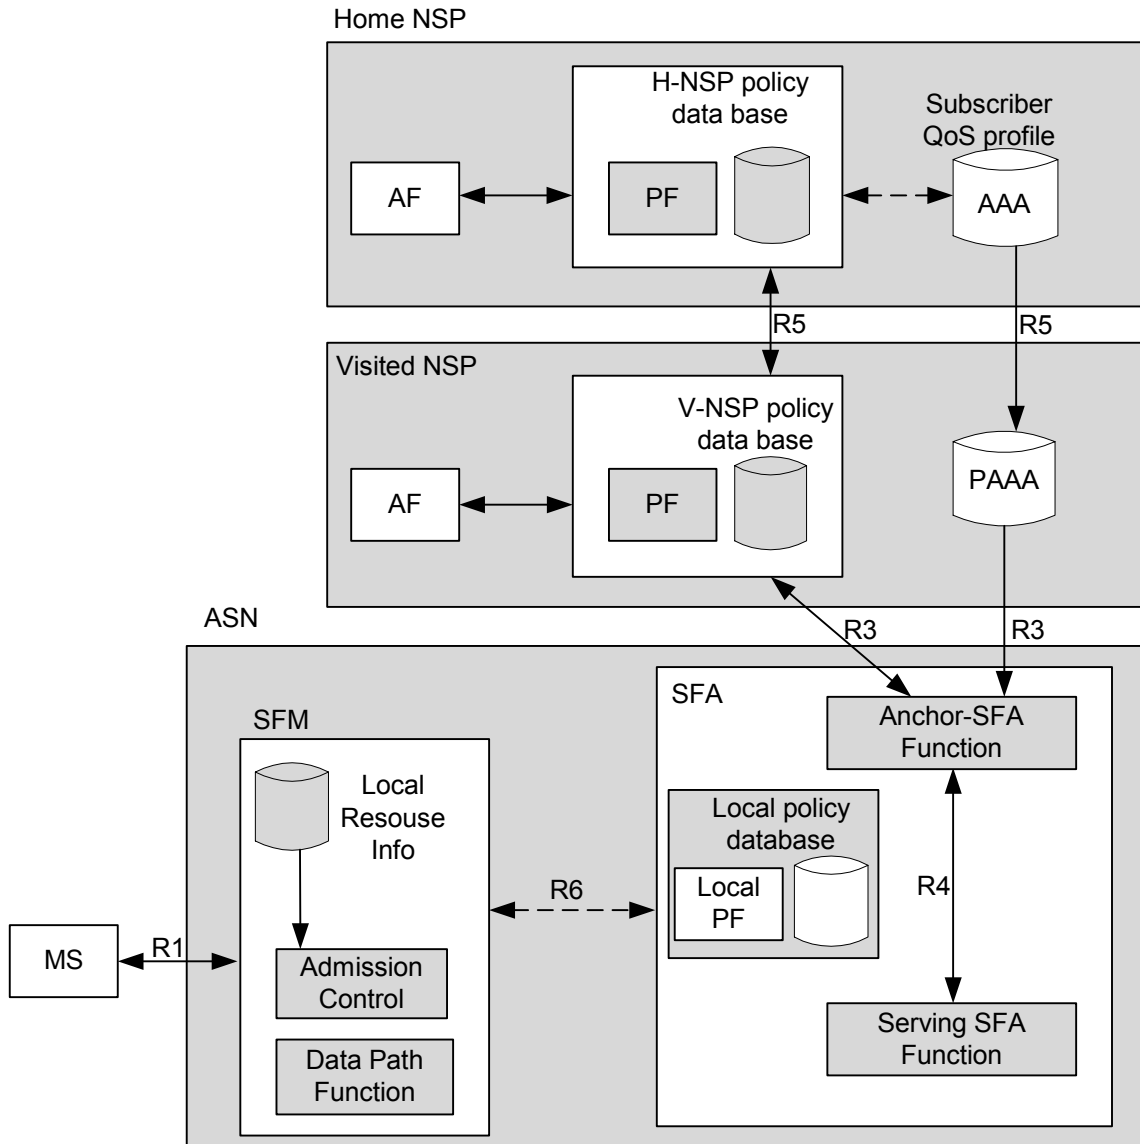 Home NSP
H-NSP policy
data base
Subscriber
QoS profile
AF
PF
AAA
R5
R5
Visited NSP
V-NSP policy
data base
AF
PF
PAAA
R3
R3
ASN
SFM
Local
Resouse
Info
Admission
Control
Data Path
Function
MS
R1
R6
SFA
Anchor-SFA
Function
Local policy
database
Local
PF
R4
Serving SFA
Function